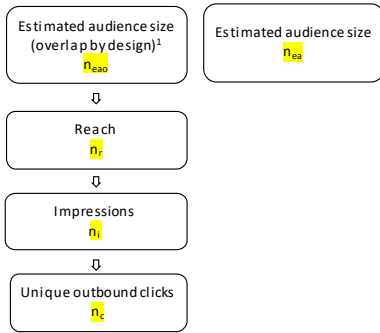 Estimated audience size
(overlap by design)¹
n_eao
Estimated audience size
n_ea
Reach
n_r
Impressions
n_i
Unique outbound clicks
n_c